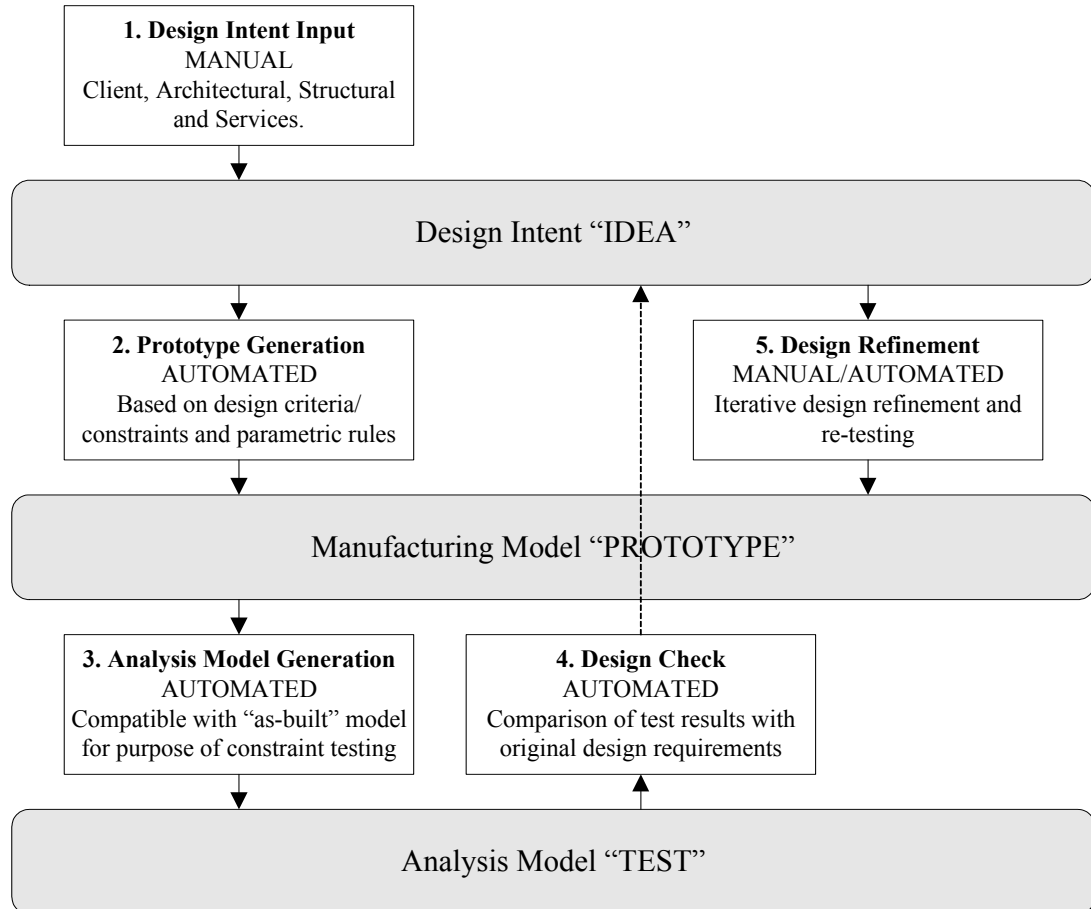 1. Design Intent Input
MANUAL
Client, Architectural, Structural
and Services.
Design Intent “IDEA”
2. Prototype Generation
AUTOMATED
Based on design criteria/
constraints and parametric rules
5. Design Refinement
MANUAL/AUTOMATED
Iterative design refinement and
re-testing
Manufacturing Model “PROTOTYPE”
3. Analysis Model Generation
AUTOMATED
Compatible with “as-built” model
for purpose of constraint testing
4. Design Check
AUTOMATED
Comparison of test results with
original design requirements
Analysis Model “TEST”